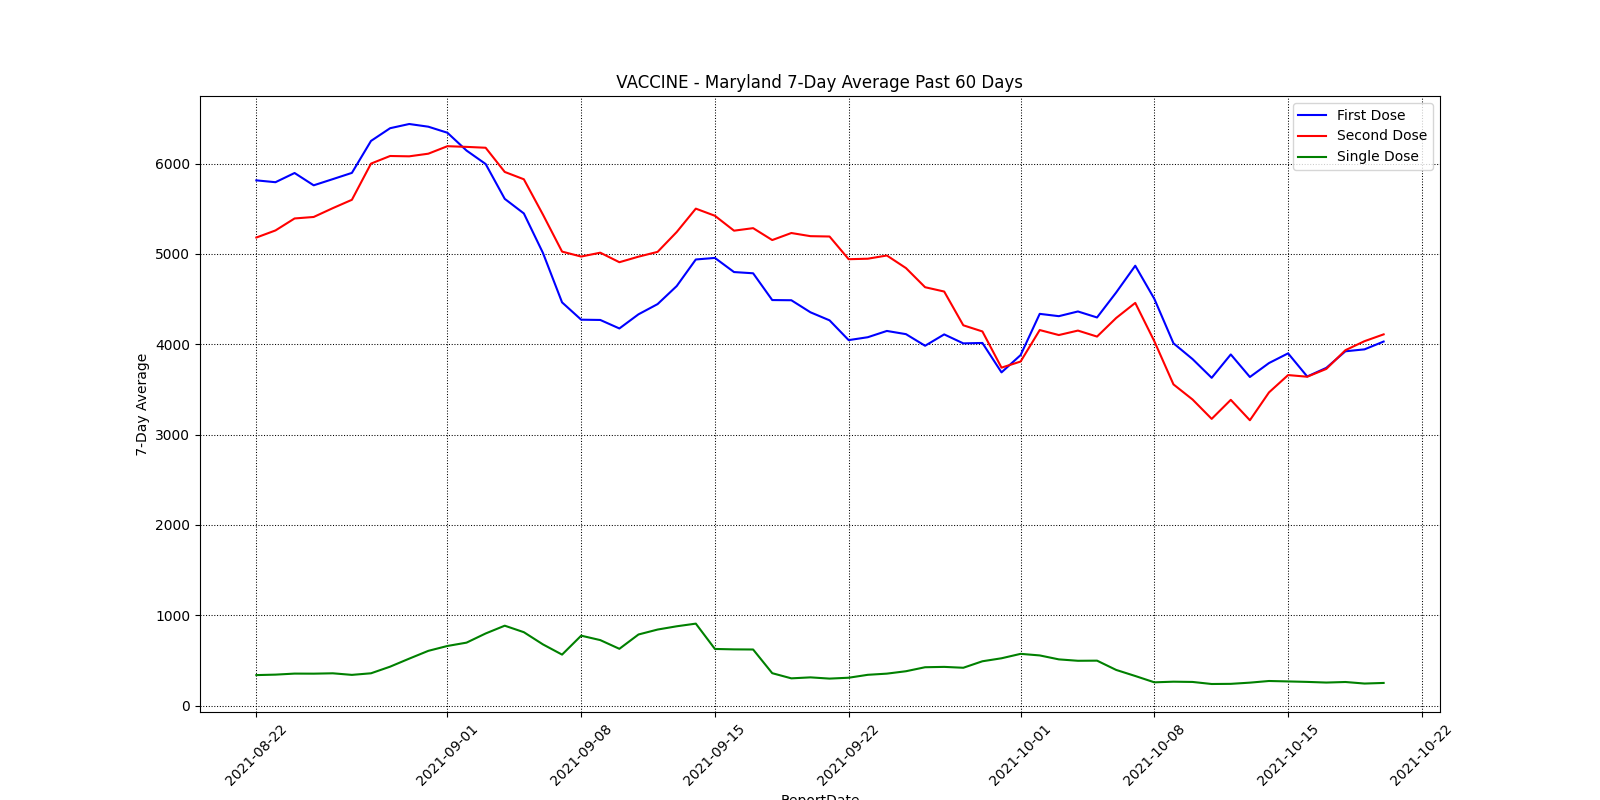 VACCINE - Maryland 7-Day Average Past 60 Days
First Dose
Second Dose
Single Dose
7-Day Average
6000
5000
4000
3000
2000
1000
0
2021-08-22
2021-09-01
2021-09-08
2021-09-15
2021-09-22
2021-10-01
2021-10-08
2021-10-15
2021-10-22
ReportDate